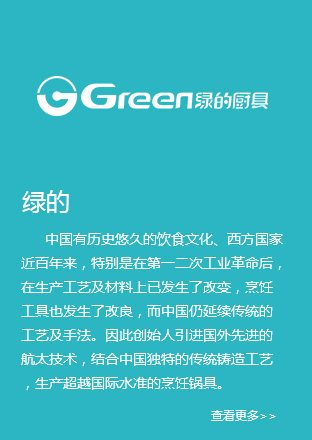 Green绿的厨具
绿的
中国有历史悠久的饮食文化、西方国家
近百年来，特别是在第一二次工业革命后，
在生产工艺及材料上已发生了改变，烹饪
工具也发生了改良，而中国仍延续传统的
工艺及手法。因此创始人引进国外先进的
航太技术，结合中国独特的传统铸造工艺
，生产超越国际水准的烹饪锅具。
查看更多>>